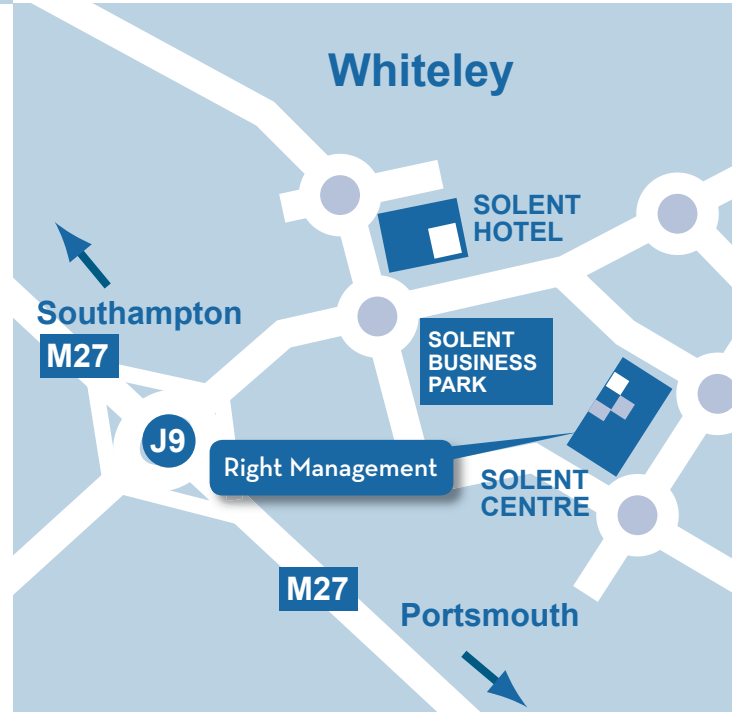 Whiteley
SOLENT
HOTEL
Southampton
M27
SOLENT
BUSINESS
PARK
J9
Right Management
SOLENT
CENTRE
M27
Portsmouth